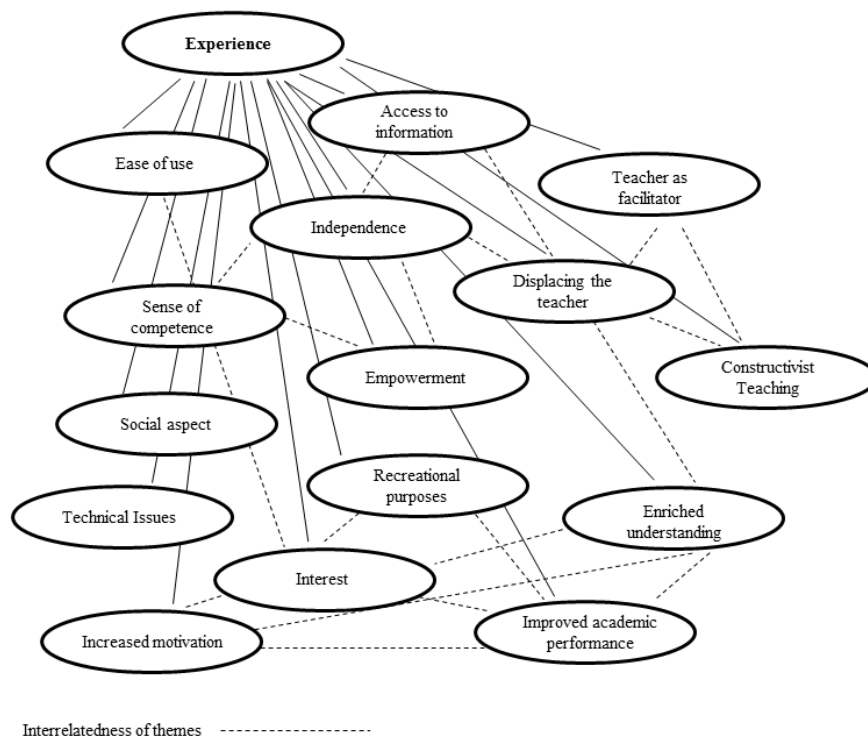 Experience
Access to
information
Ease of use
Teacher as
facilitator
Independence
Displacing the
teacher
Sense of
competence
Empowerment
Constructivist
Teaching
Social aspect
Recreational
purposes
Technical Issues
Enriched
understanding
Interest
Increased motivation
Improved academic
performance
Interrelatedness of themes